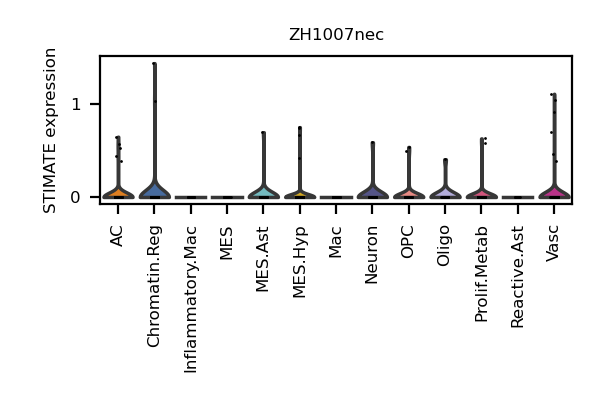 ZH1007nec
STIMATE expression
1
0
AC
Chromatin.Reg
Inflammatory.Mac
MES
MES.Ast
MES.Hyp
Mac
Neuron
OPC
Oligo
Prolif.Metab
Reactive.Ast
Vasc